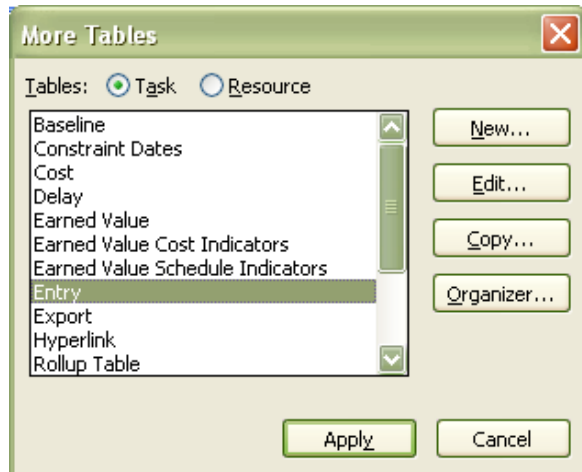 More Tables
Tables: Task Resource
Baseline
Constraint Dates
Cost
Delay
Earned Value
Earned Value Cost Indicators
Earned Value Schedule Indicators
Entry
Export
Hyperlink
Rollup Table
New...
Edit...
Copy...
Organizer...
Apply
Cancel